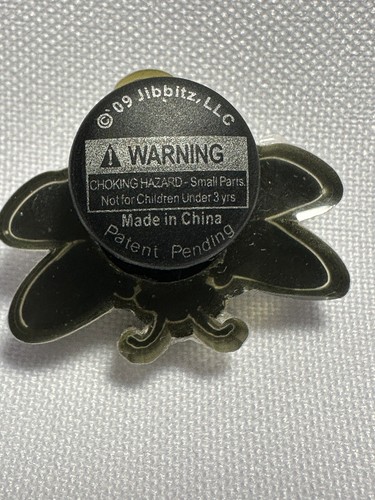 © '09 Jibbitz, LLC
⚠ WARNING
CHOKING HAZARD - Small Parts.
Not for Children Under 3 yrs
Made in China
Patent Pending